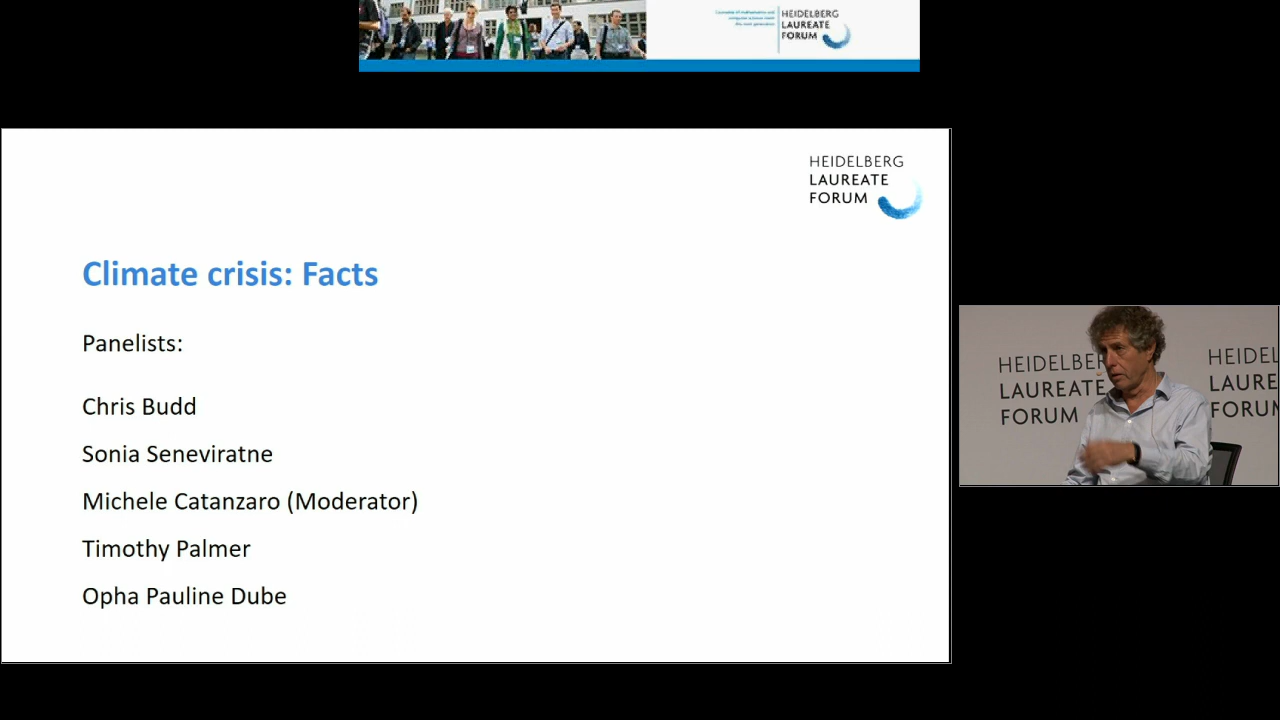 HEIDELBERG
LAUREATE
FORUM
HEIDELBERG
LAUREATE
FORUM
Climate crisis: Facts
Panelists:
Chris Budd
Sonia Seneviratne
Michele Catanzaro (Moderator)
Timothy Palmer
Opha Pauline Dube
HEIDELBER
LAUREATE
FORUM
HEIDEL
LAURE
FORUM